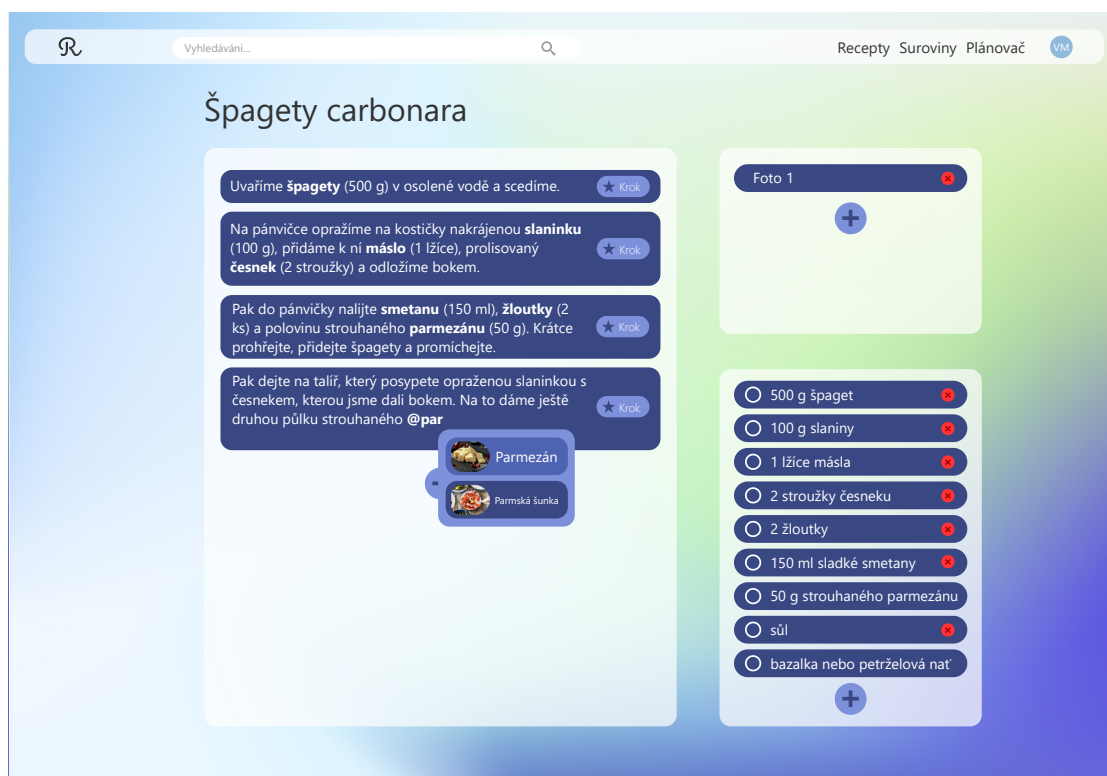 R
Vyhledávání...
Recepty Suroviny Plánovač
VM
Špagety carbonara
Uvaříme špagety (500 g) v osolené vodě a scedíme.
Krok
Na pánvičce opražíme na kostičky nakrájenou slaninku
(100 g), přidáme k ní máslo (1 lžíce), prolisovaný
česnek (2 stroužky) a odložíme bokem.
Krok
Pak do pánvičky nalijte smetanu (150 ml), žloutky (2
ks) a polovinu strouhaného parmezánu (50 g). Krátce
prohřejte, přidejte špagety a promíchejte.
Krok
Pak dejte na talíř, který posypete opraženou slaninkou s
česnekem, kterou jsme dali bokem. Na to dáme ještě
druhou půlku strouhaného @par
Krok
Parmezán
Parmská šunka
Foto 1
500 g špaget
100 g slaniny
1 lžíce másla
2 stroužky česneku
2 žloutky
150 ml sladké smetany
50 g strouhaného parmezánu
sůl
bazalka nebo petrželová nať